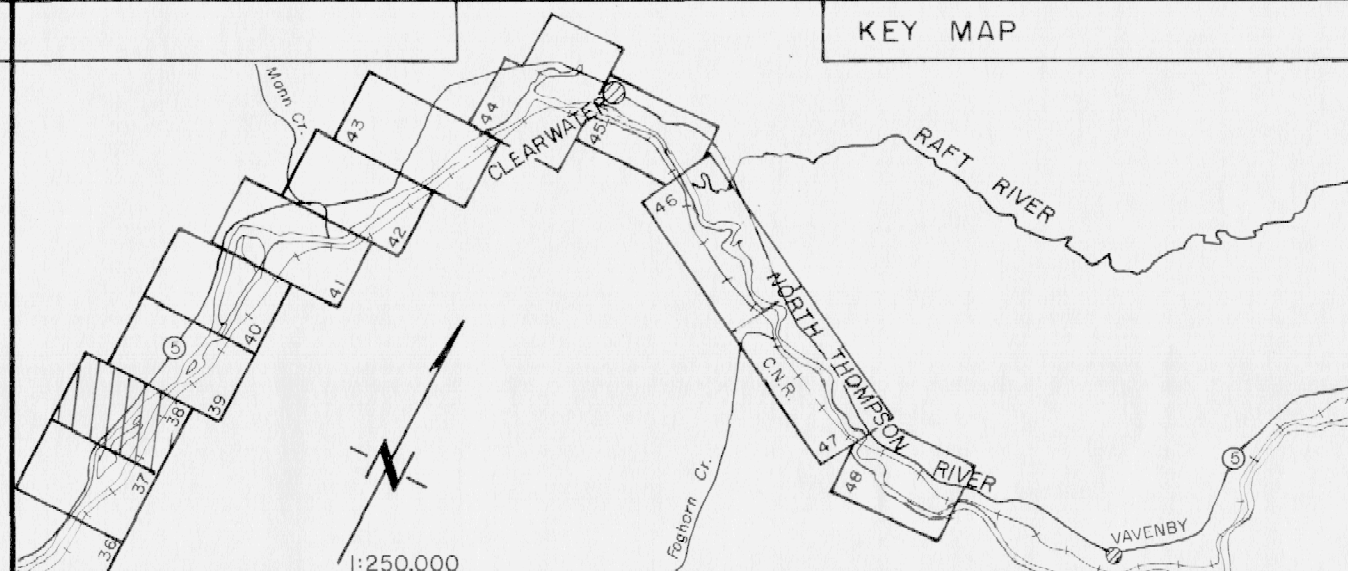 KEY MAP
Mann Cr.
RAFT RIVER
CLEARWATER
43
44
45
46
42
41
40
5
39
38
37
36
NORTH THOMPSON RIVER
C.N.R.
47
48
Foghorn Cr.
5
VAVENBY
N
1:250,000